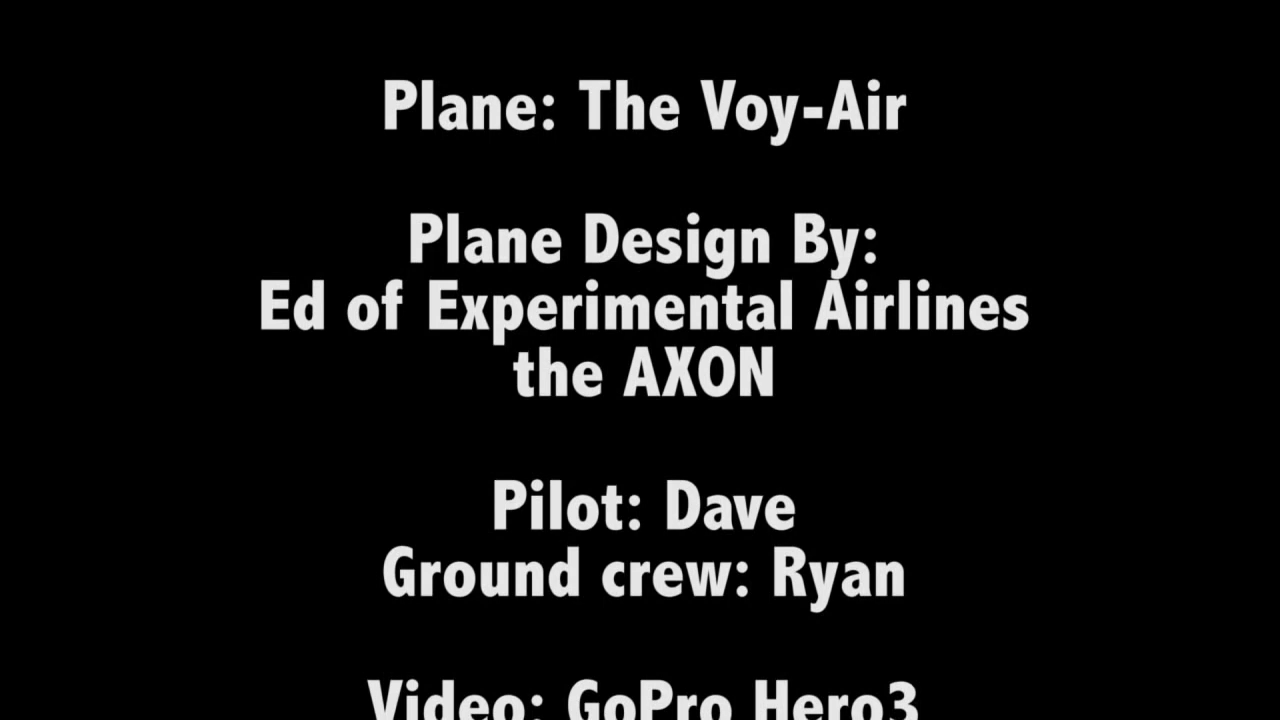 Plane: The Voy-Air
Plane Design By:
Ed of Experimental Airlines
the AXON
Pilot: Dave
Ground crew: Ryan
Video: GoPro Hero3